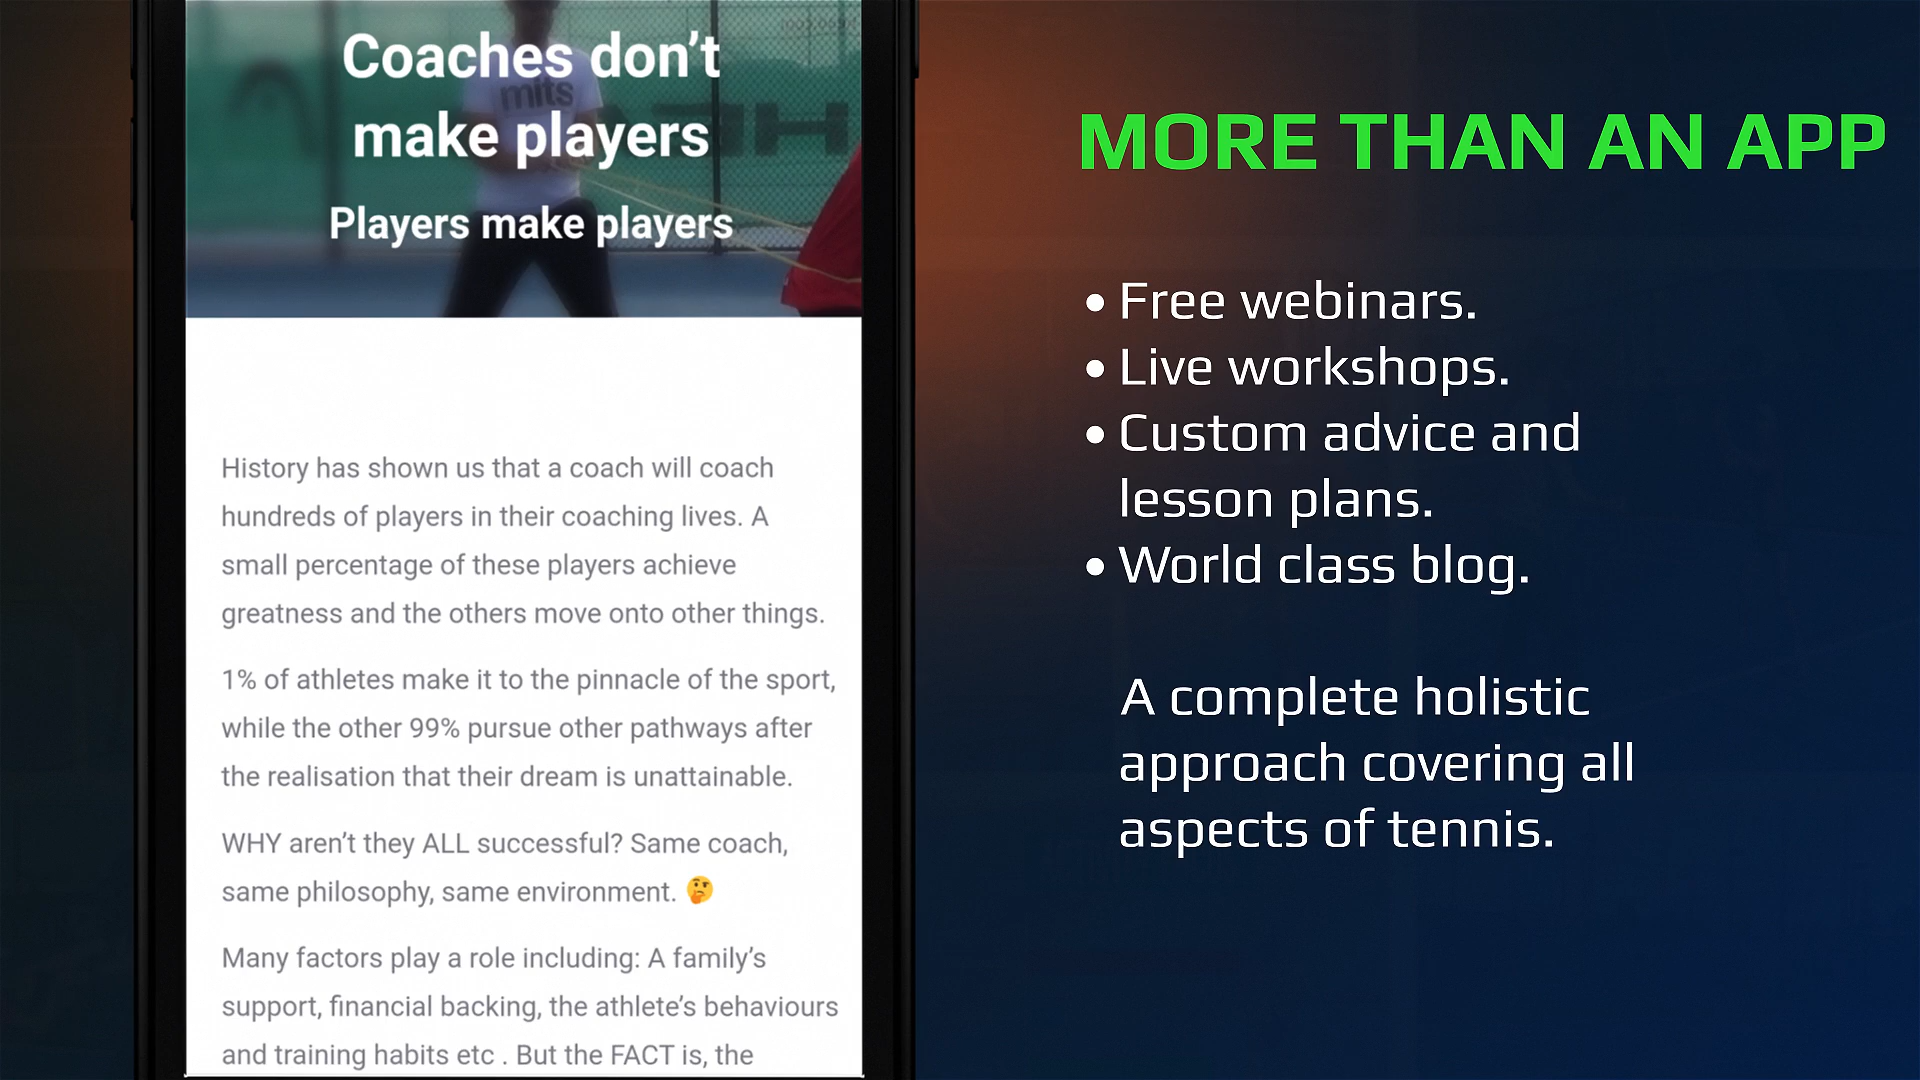 Coaches don’t
make players
Players make players
mits
HEAD
History has shown us that a coach will coach
hundreds of players in their coaching lives. A
small percentage of these players achieve
greatness and the others move onto other things.
1% of athletes make it to the pinnacle of the sport,
while the other 99% pursue other pathways after
the realisation that their dream is unattainable.
WHY aren’t they ALL successful? Same coach,
same philosophy, same environment. 🤔
Many factors play a role including: A family’s
support, financial backing, the athlete’s behaviours
and training habits etc . But the FACT is, the
MORE THAN AN APP
• Free webinars.
• Live workshops.
• Custom advice and
lesson plans.
• World class blog.
A complete holistic
approach covering all
aspects of tennis.